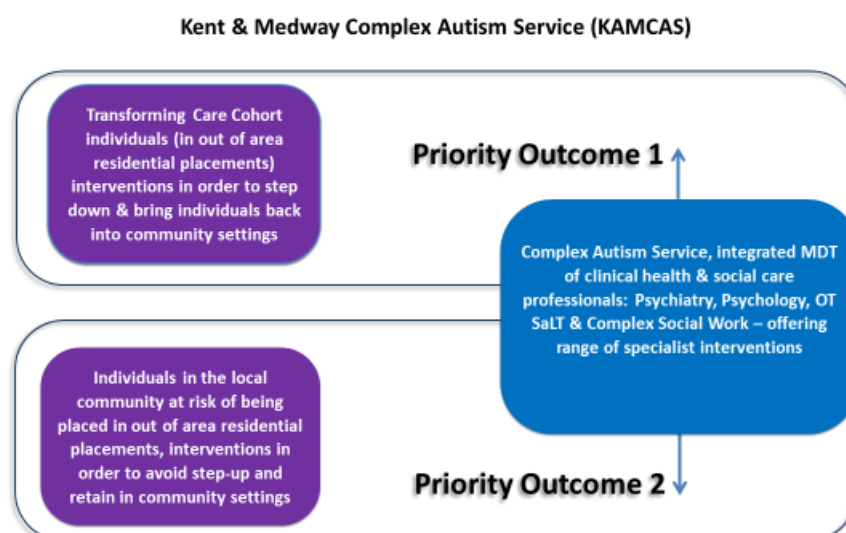 Kent & Medway Complex Autism Service (KAMCAS)
Transforming Care Cohort
individuals (in out of area
residential placements)
interventions in order to step
down & bring individuals back
into community settings
Priority Outcome 1
Complex Autism Service, integrated MDT
of clinical health & social care
professionals: Psychiatry, Psychology, OT
SaLT & Complex Social Work – offering
range of specialist interventions
Individuals in the local
community at risk of being
placed in out of area residential
placements, interventions in
order to avoid step-up and
retain in community settings
Priority Outcome 2